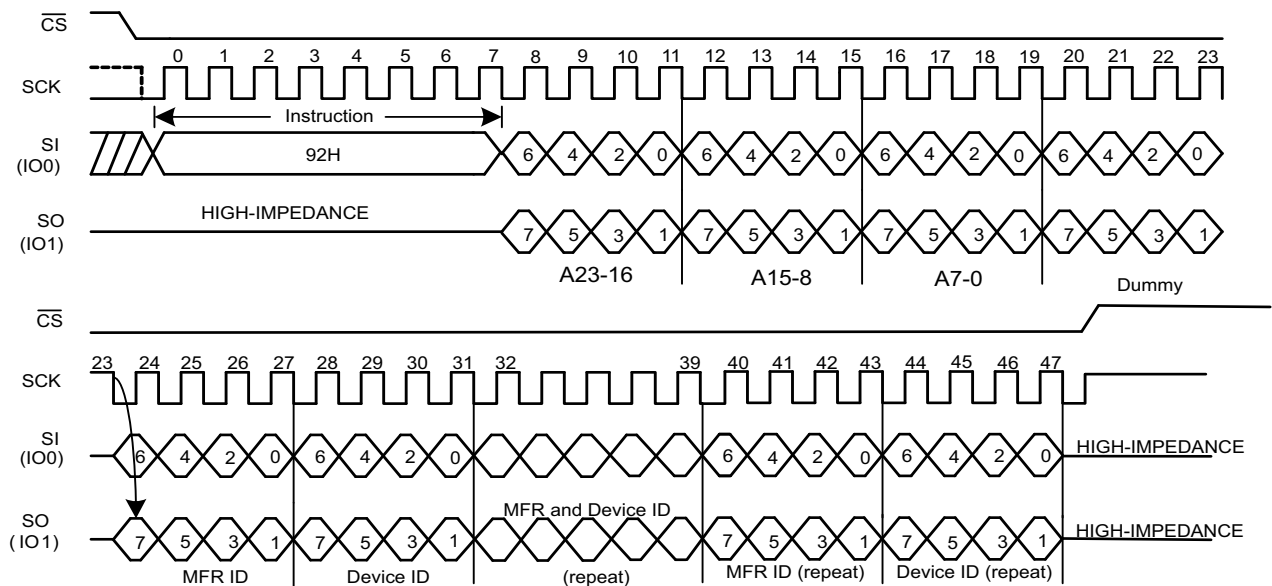 CS
0 1 2 3 4 5 6 7 8 9 10 11 12 13 14 15 16 17 18 19 20 21 22 23
SCK
Instruction
SI
(IO0)
92H
6 4 2 0 6 4 2 0 6 4 2 0 6 4 2 0
SO
(IO1)
HIGH-IMPEDANCE
7 5 3 1 7 5 3 1 7 5 3 1 7 5 3 1
A23-16 A15-8 A7-0 Dummy
CS
23 24 25 26 27 28 29 30 31 32 39 40 41 42 43 44 45 46 47
SCK
SI
(IO0)
6 4 2 0 6 4 2 0 6 4 2 0 6 4 2 0
HIGH-IMPEDANCE
MFR and Device ID
SO
(IO1)
7 5 3 1 7 5 3 1 7 5 3 1 7 5 3 1
HIGH-IMPEDANCE
MFR ID Device ID (repeat) MFR ID (repeat) Device ID (repeat)